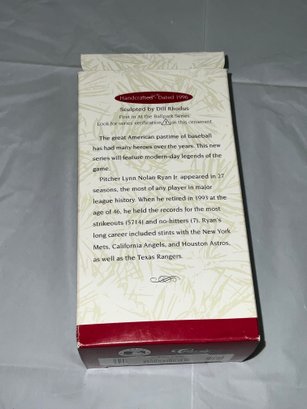 Handcrafted Dated 1996
Sculpted by Dill Rhodus
First in At the Ballpark Series
Look for series verification on this ornament.
The great American pastime of baseball
has had many heroes over the years. This new
series will feature modern-day legends of the
game.
Pitcher Lynn Nolan Ryan Jr. appeared in 27
seasons, the most of any player in major
league history. When he retired in 1993 at the
age of 46, he held the records for the most
strikeouts (5714) and no-hitters (7). Ryan's
long career included stints with the New York
Mets, California Angels, and Houston Astros,
as well as the Texas Rangers.